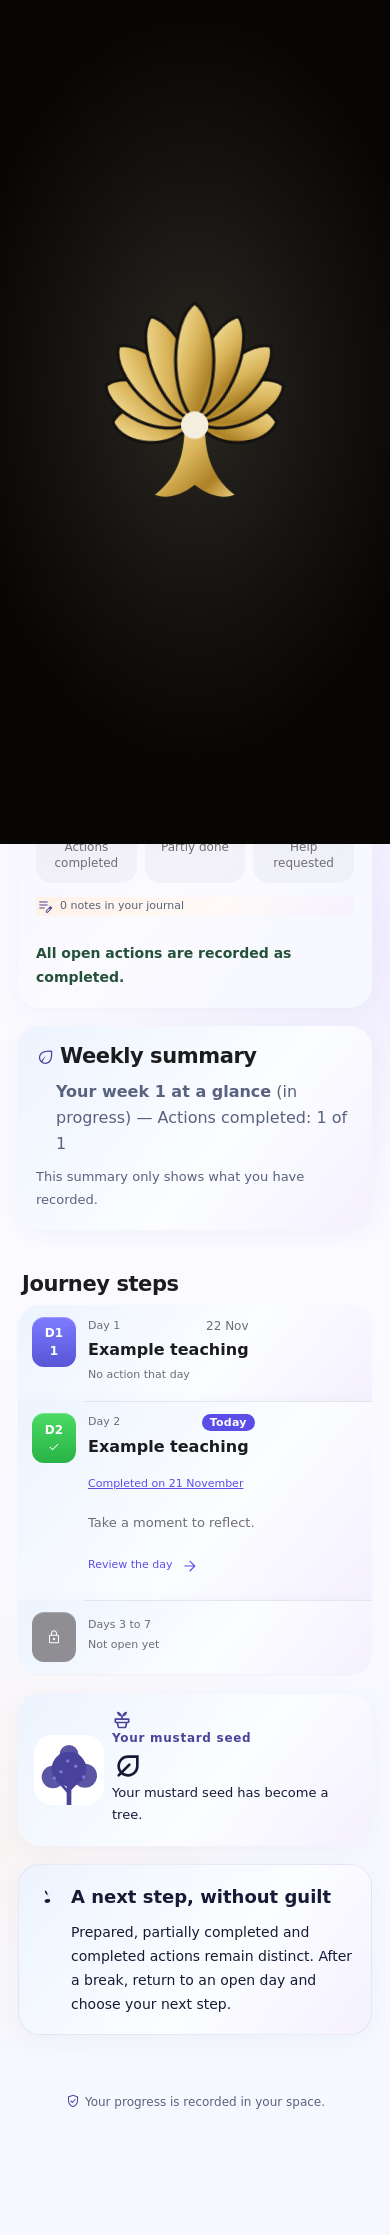 Actions
completed
Partly done
Help
requested
0 notes in your journal
All open actions are recorded as
completed.
Weekly summary
Your week 1 at a glance (in
progress) — Actions completed: 1 of
1
This summary only shows what you have
recorded.
Journey steps
D1
1
Day 1
22 Nov
Example teaching
No action that day
D2
Day 2
Today
Example teaching
Completed on 21 November
Take a moment to reflect.
Review the day
Days 3 to 7
Not open yet
Your mustard seed
Your mustard seed has become a
tree.
A next step, without guilt
Prepared, partially completed and
completed actions remain distinct. After
a break, return to an open day and
choose your next step.
Your progress is recorded in your space.